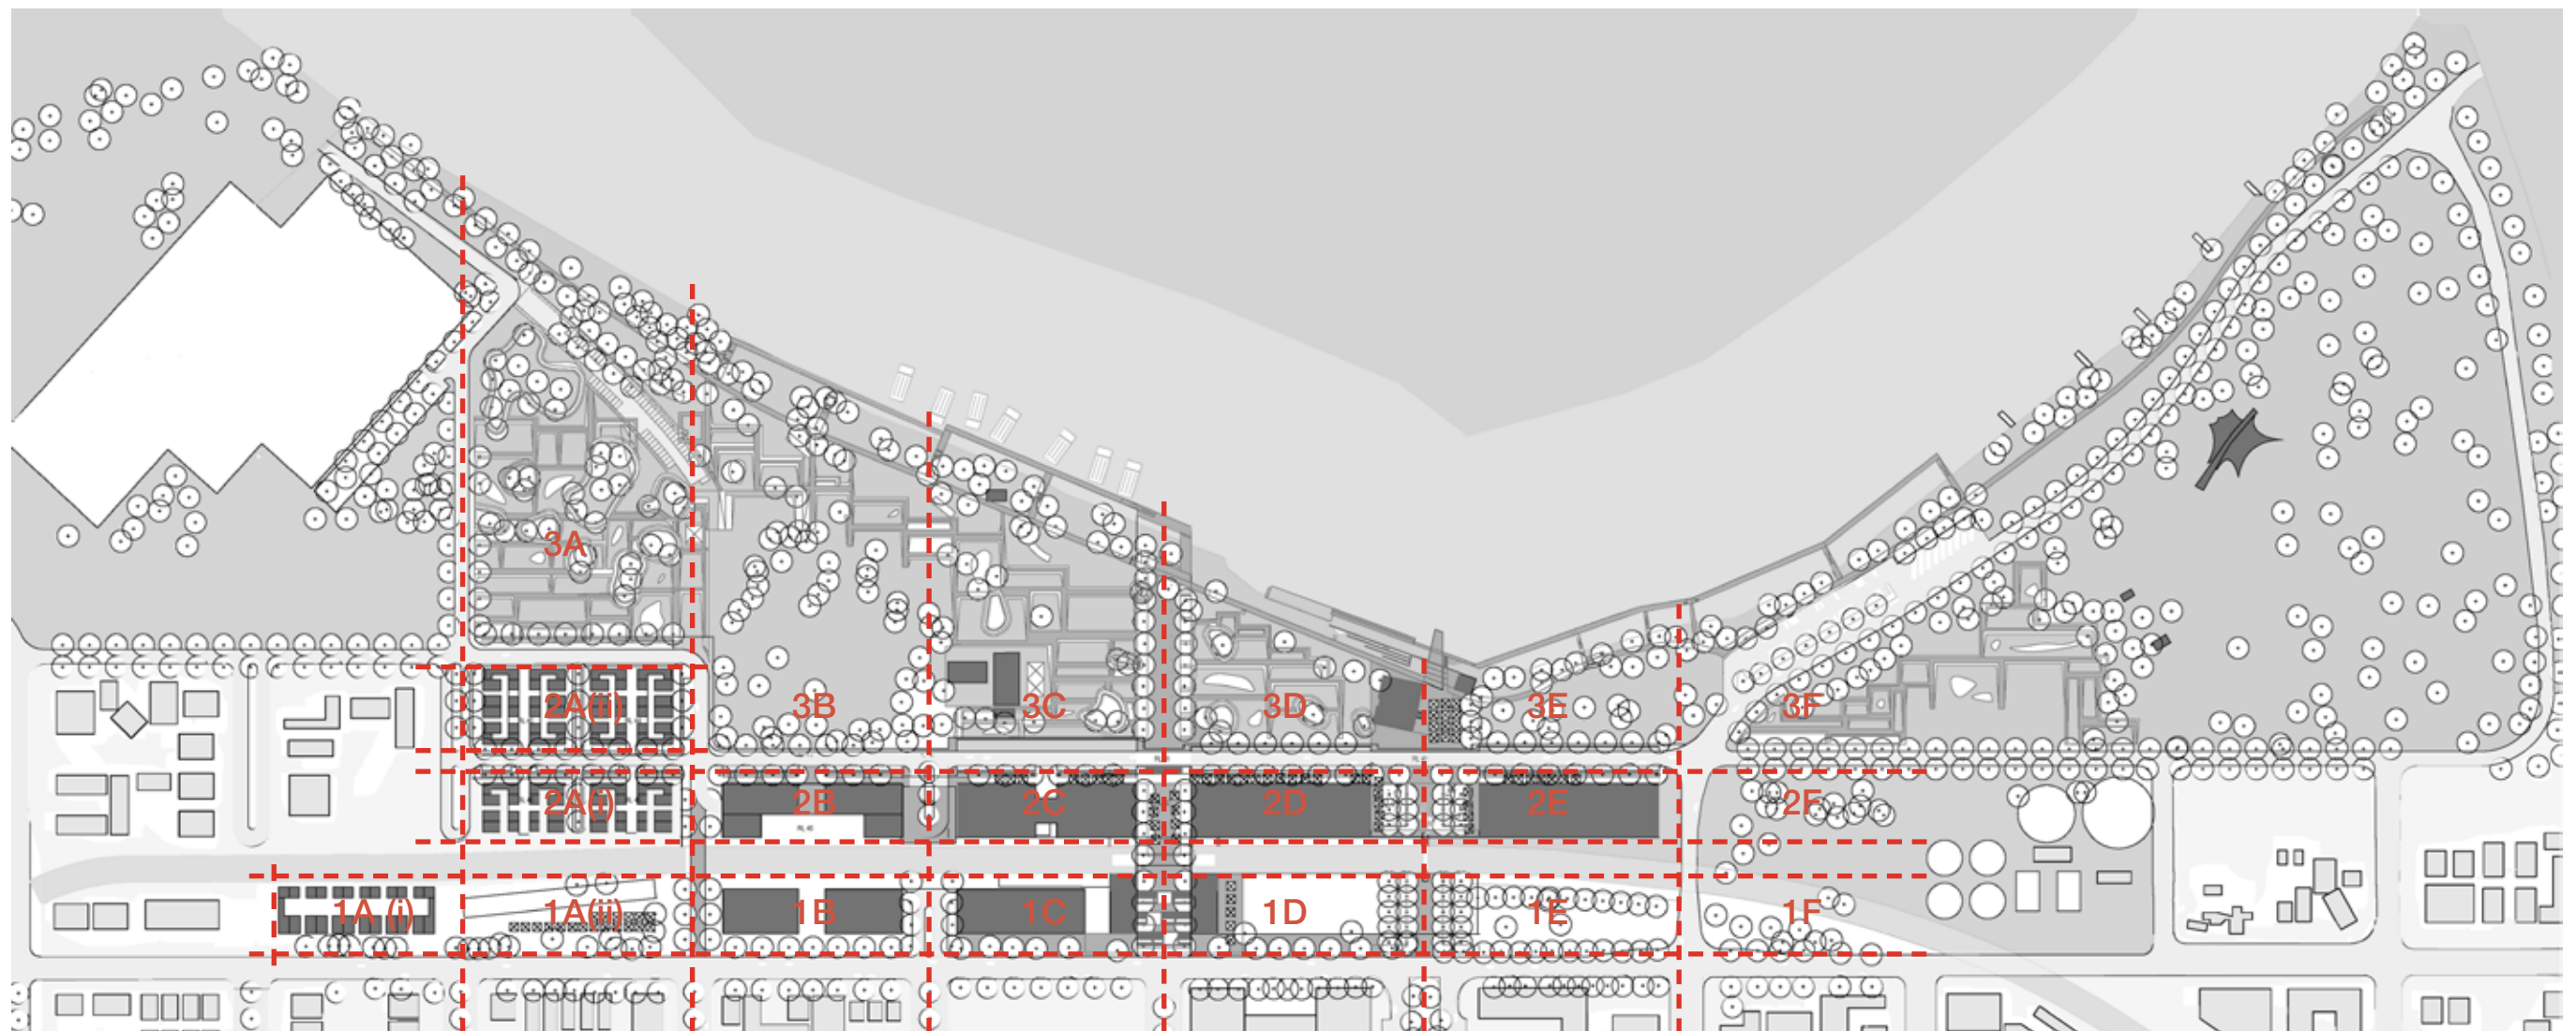 3A
2A(ii)
3B
3C
3D
3E
3F
2A(i)
2B
2C
2D
2E
2F
1A (i)
1A(ii)
1B
1C
1D
1E
1F